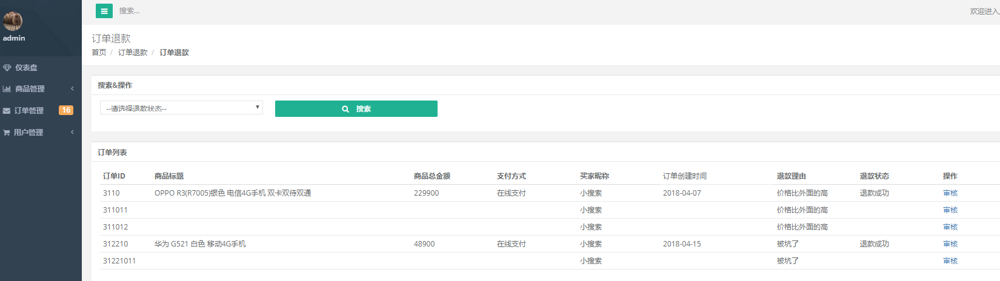 搜索...
欢迎进入
admin
订单退款
首页 / 订单退款 / 订单退款
仪表盘
商品管理
订单管理 16
用户管理
搜索&操作
--请选择退款状态--
搜索
订单列表
订单ID 商品标题 商品总金额 支付方式 买家昵称 订单创建时间 退款理由 退款状态 操作
3110 OPPO R3(R7005)银色 电信4G手机 双卡双待双通 229900 在线支付 小搜索 2018-04-07 价格比外面的高 退款成功 审核
311011 小搜索 价格比外面的高 审核
311012 小搜索 价格比外面的高 审核
312210 华为 G521 白色 移动4G手机 48900 在线支付 小搜索 2018-04-15 被坑了 退款成功 审核
31221011 小搜索 被坑了 审核